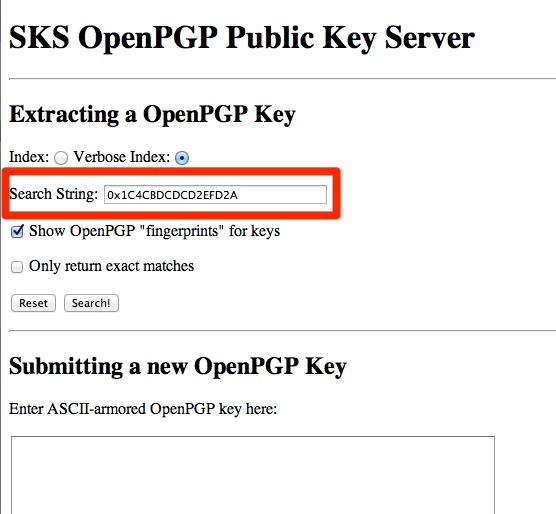 SKS OpenPGP Public Key Server
Extracting a OpenPGP Key
Index: Verbose Index:
Search String: 0x1C4CBDCDCD2EFD2A
Show OpenPGP "fingerprints" for keys
Only return exact matches
Reset Search!
Submitting a new OpenPGP Key
Enter ASCII-armored OpenPGP key here: